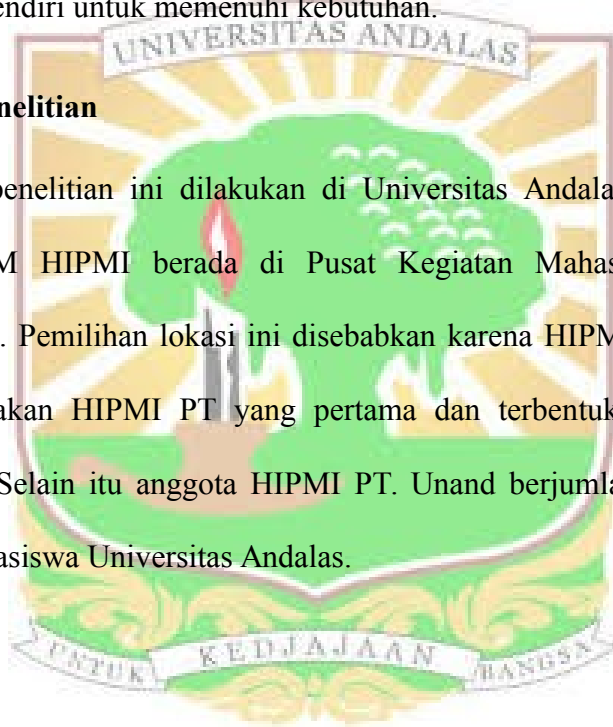 endiri untuk memenuhi kebutuhan.
UNIVERSITAS ANDALAS
nelitian
penelitian ini dilakukan di Universitas Andala
M HIPMI berada di Pusat Kegiatan Mahas
. Pemilihan lokasi ini disebabkan karena HIPM
akan HIPMI PT yang pertama dan terbentuk
Selain itu anggota HIPMI PT. Unand berjumla
asiswa Universitas Andalas.
UNTUK KEDJAJAAN BANGSA